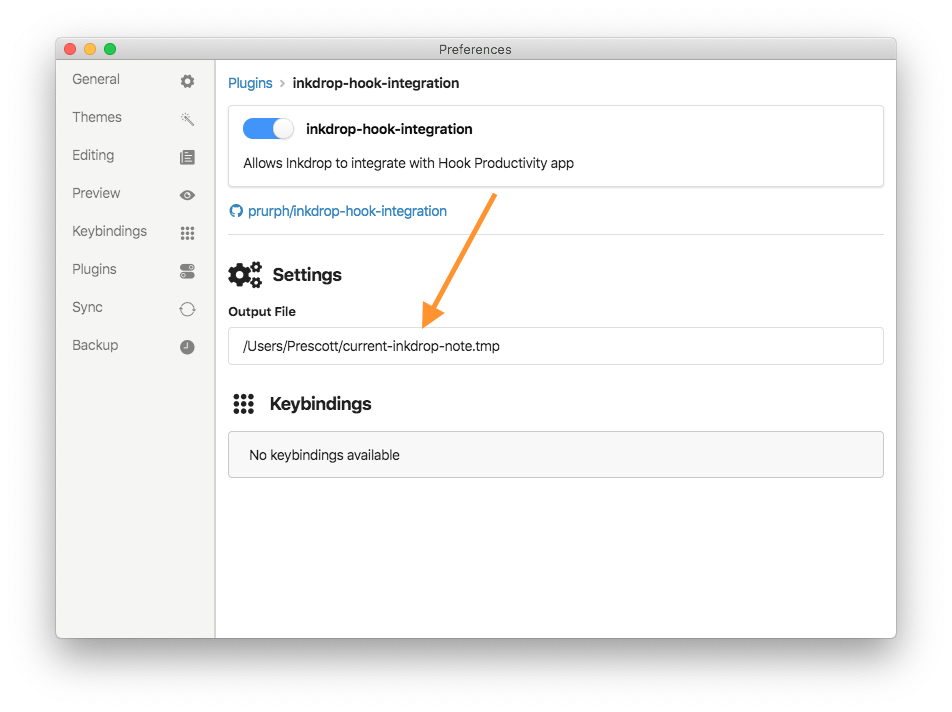 Preferences
General
Themes
Editing
Preview
Keybindings
Plugins
Sync
Backup
Plugins › inkdrop-hook-integration
inkdrop-hook-integration
Allows Inkdrop to integrate with Hook Productivity app
prurph/inkdrop-hook-integration
Settings
Output File
/Users/Prescott/current-inkdrop-note.tmp
Keybindings
No keybindings available